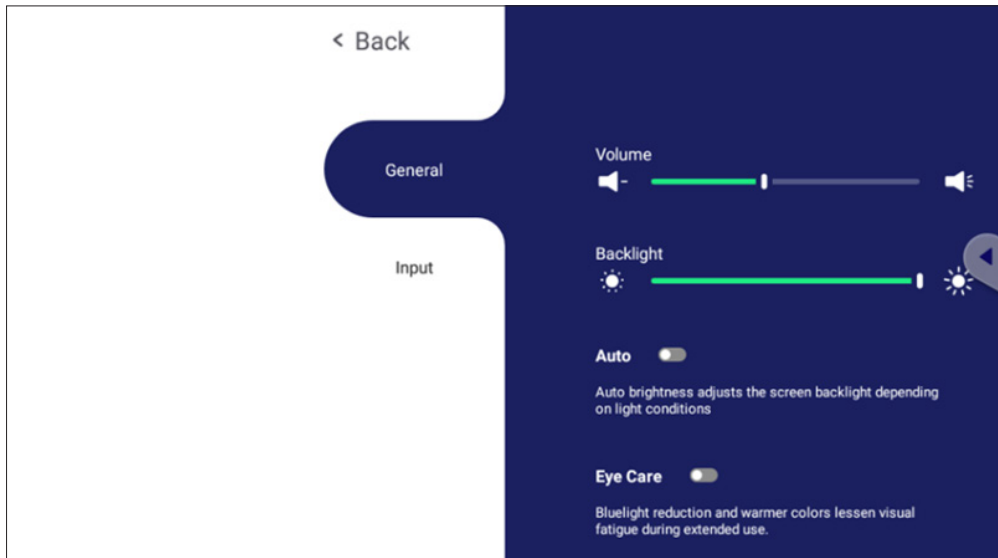 < Back
General
Input
Volume
Backlight
Auto
Auto brightness adjusts the screen backlight depending
on light conditions
Eye Care
Bluelight reduction and warmer colors lessen visual
fatigue during extended use.